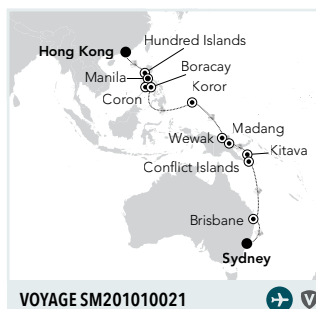 Hundred Islands
Hong Kong
Boracay
Manila
Coron
Koror
Madang
Wewak
Kitava
Conflict Islands
Brisbane
Sydney
VOYAGE SM201010021
V